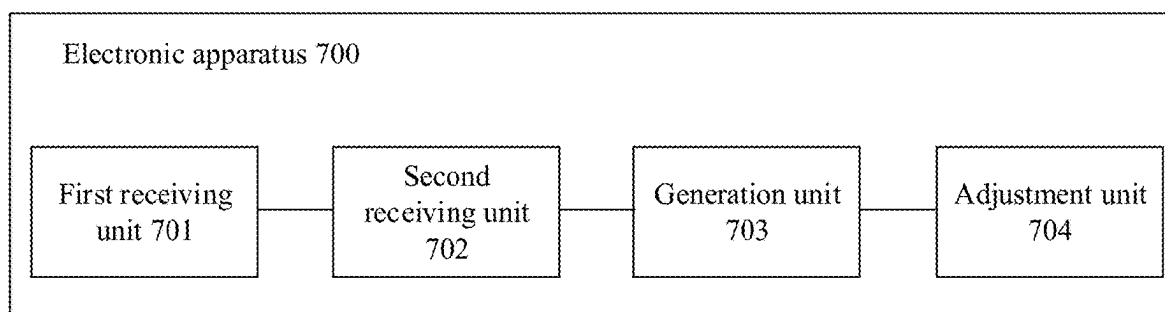 Electronic apparatus 700
First receiving
unit 701
Second
receiving unit
702
Generation unit
703
Adjustment unit
704